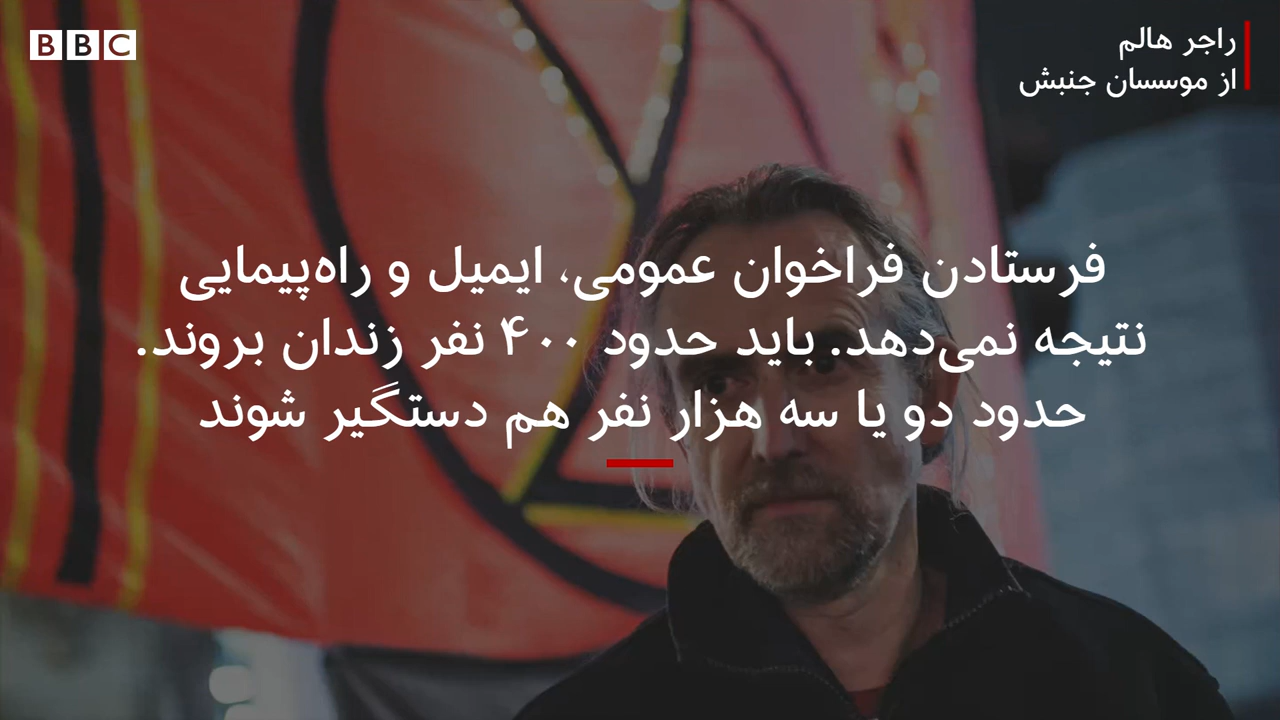 BBC
راجر هالم
از موسسان جنبش
فرستادن فراخوان عمومی، ایمیل و راه‌پیمایی
نتیجه نمی‌دهد. باید حدود ۴۰۰ نفر زندان بروند.
حدود دو یا سه هزار نفر هم دستگیر شوند